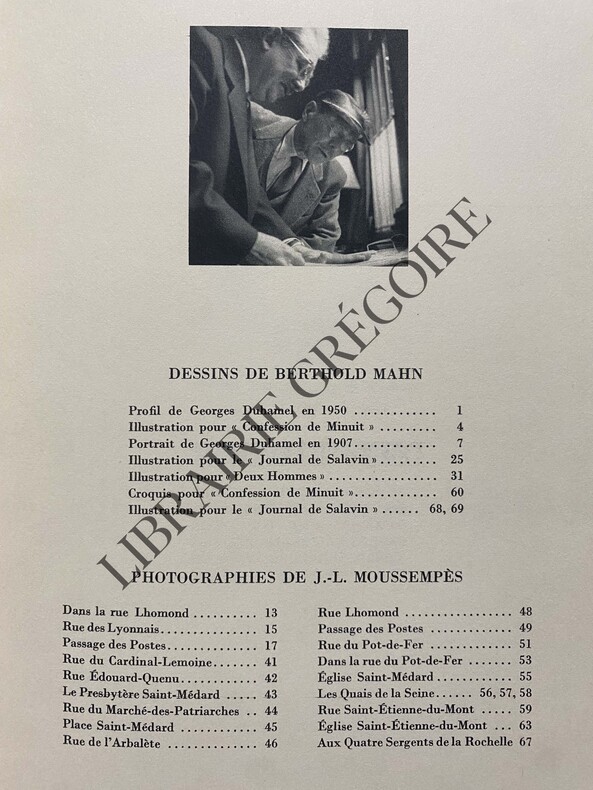 LIBRAIRIE GRÉGOIRE
DESSINS DE BERTHOLD MAHN
Profil de Georges Duhamel en 1950 ............. 1
Illustration pour « Confession de Minuit » ......... 4
Portrait de Georges Duhamel en 1907............. 7
Illustration pour le « Journal de Salavin »......... 25
Illustration pour « Deux Hommes » ................. 31
Croquis pour « Confession de Minuit »............. 60
Illustration pour le « Journal de Salavin » ...... 68, 69
PHOTOGRAPHIES DE J.-L. MOUSSEMPÈS
Dans la rue Lhomond .......... 13
Rue des Lyonnais............... 15
Passage des Postes.............. 17
Rue du Cardinal-Lemoine....... 41
Rue Édouard-Quenu............ 42
Le Presbytère Saint-Médard ..... 43
Rue du Marché-des-Patriarches .. 44
Place Saint-Médard ............ 45
Rue de l'Arbalète .............. 46
Rue Lhomond ................. 48
Passage des Postes ............. 49
Rue du Pot-de-Fer ............. 51
Dans la rue du Pot-de-Fer ....... 53
Église Saint-Médard ............ 55
Les Quais de la Seine...... 56, 57, 58
Rue Saint-Étienne-du-Mont ..... 59
Église Saint-Étienne-du-Mont ... 63
Aux Quatre Sergents de la Rochelle 67